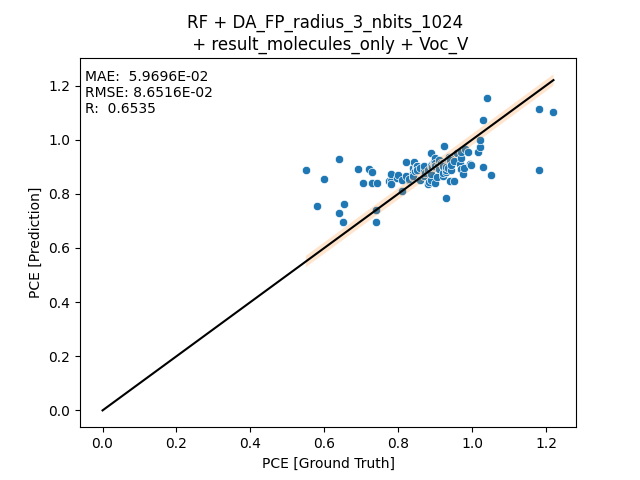 RF + DA_FP_radius_3_nbits_1024
+ result_molecules_only + Voc_V
MAE:  5.9696E-02
RMSE: 8.6516E-02
R:  0.6535
PCE [Prediction]
1.2
1.0
0.8
0.6
0.4
0.2
0.0
0.0 0.2 0.4 0.6 0.8 1.0 1.2
PCE [Ground Truth]